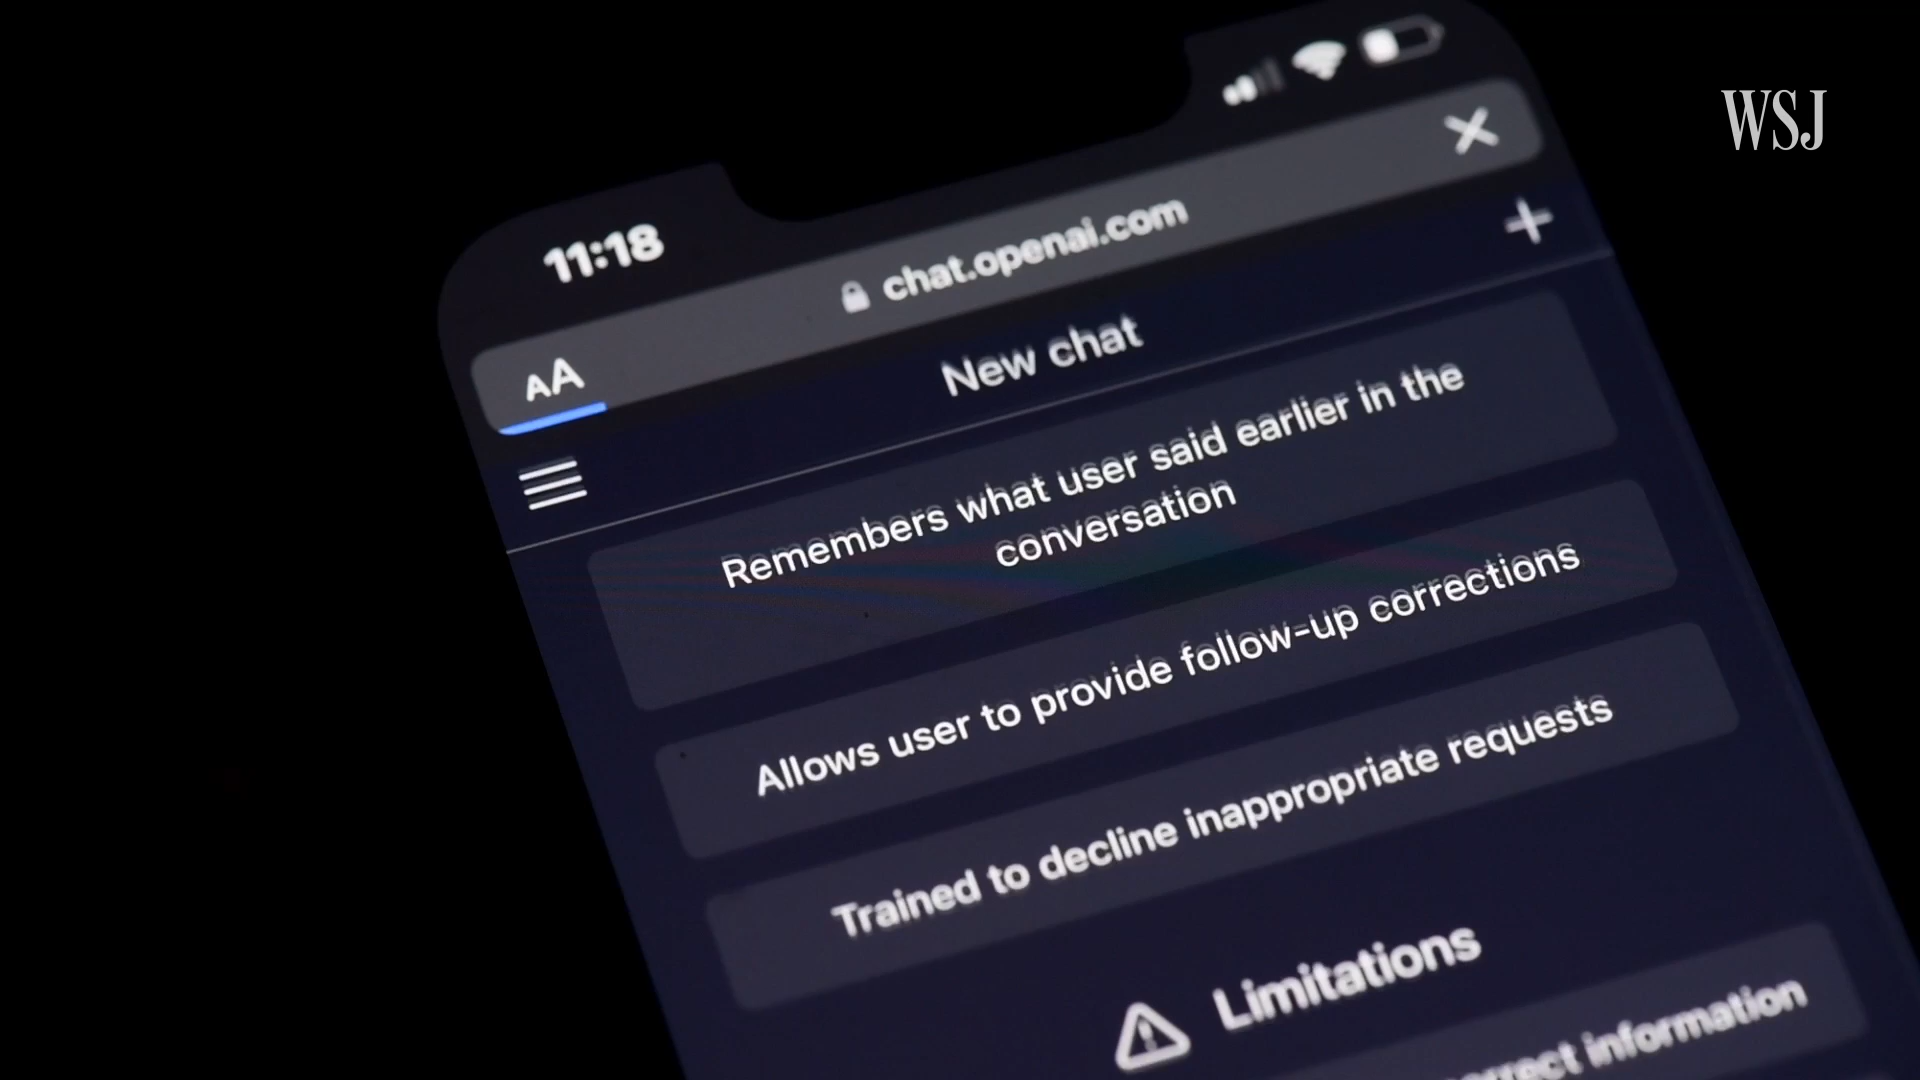 WSJ
11:18
AA
chat.openai.com
New chat
Remembers what user said earlier in the
conversation
Allows user to provide follow-up corrections
Trained to decline inappropriate requests
Limitations
information